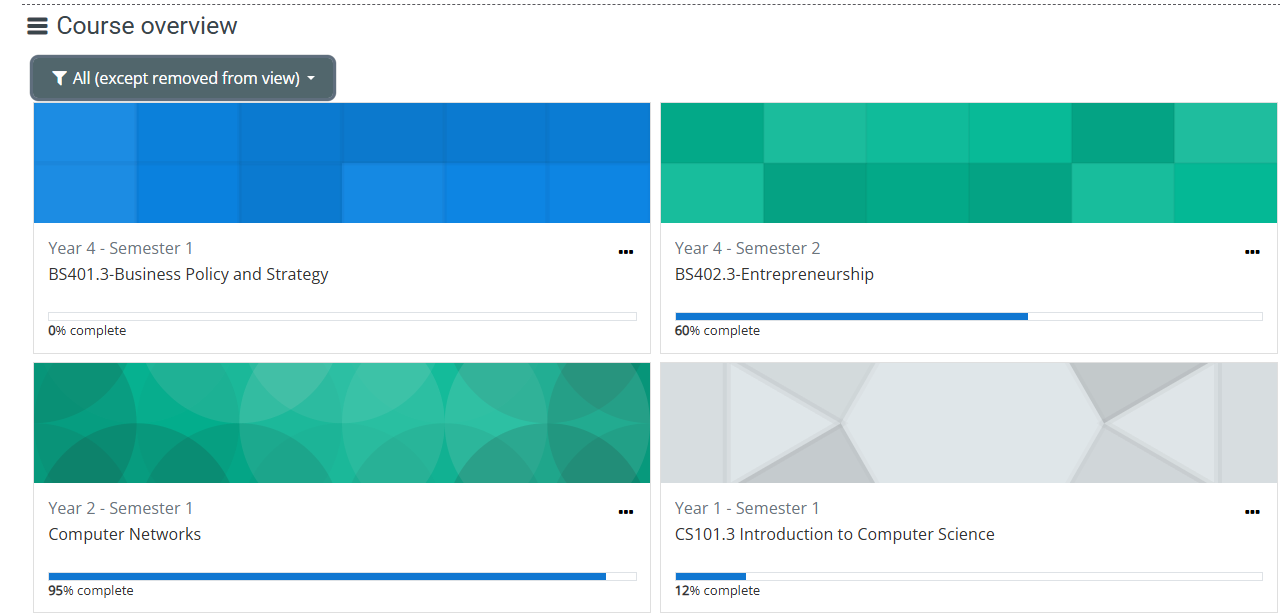 Course overview
All (except removed from view)
Year 4 - Semester 1
BS401.3-Business Policy and Strategy
0% complete
Year 4 - Semester 2
BS402.3-Entrepreneurship
60% complete
Year 2 - Semester 1
Computer Networks
95% complete
Year 1 - Semester 1
CS101.3 Introduction to Computer Science
12% complete